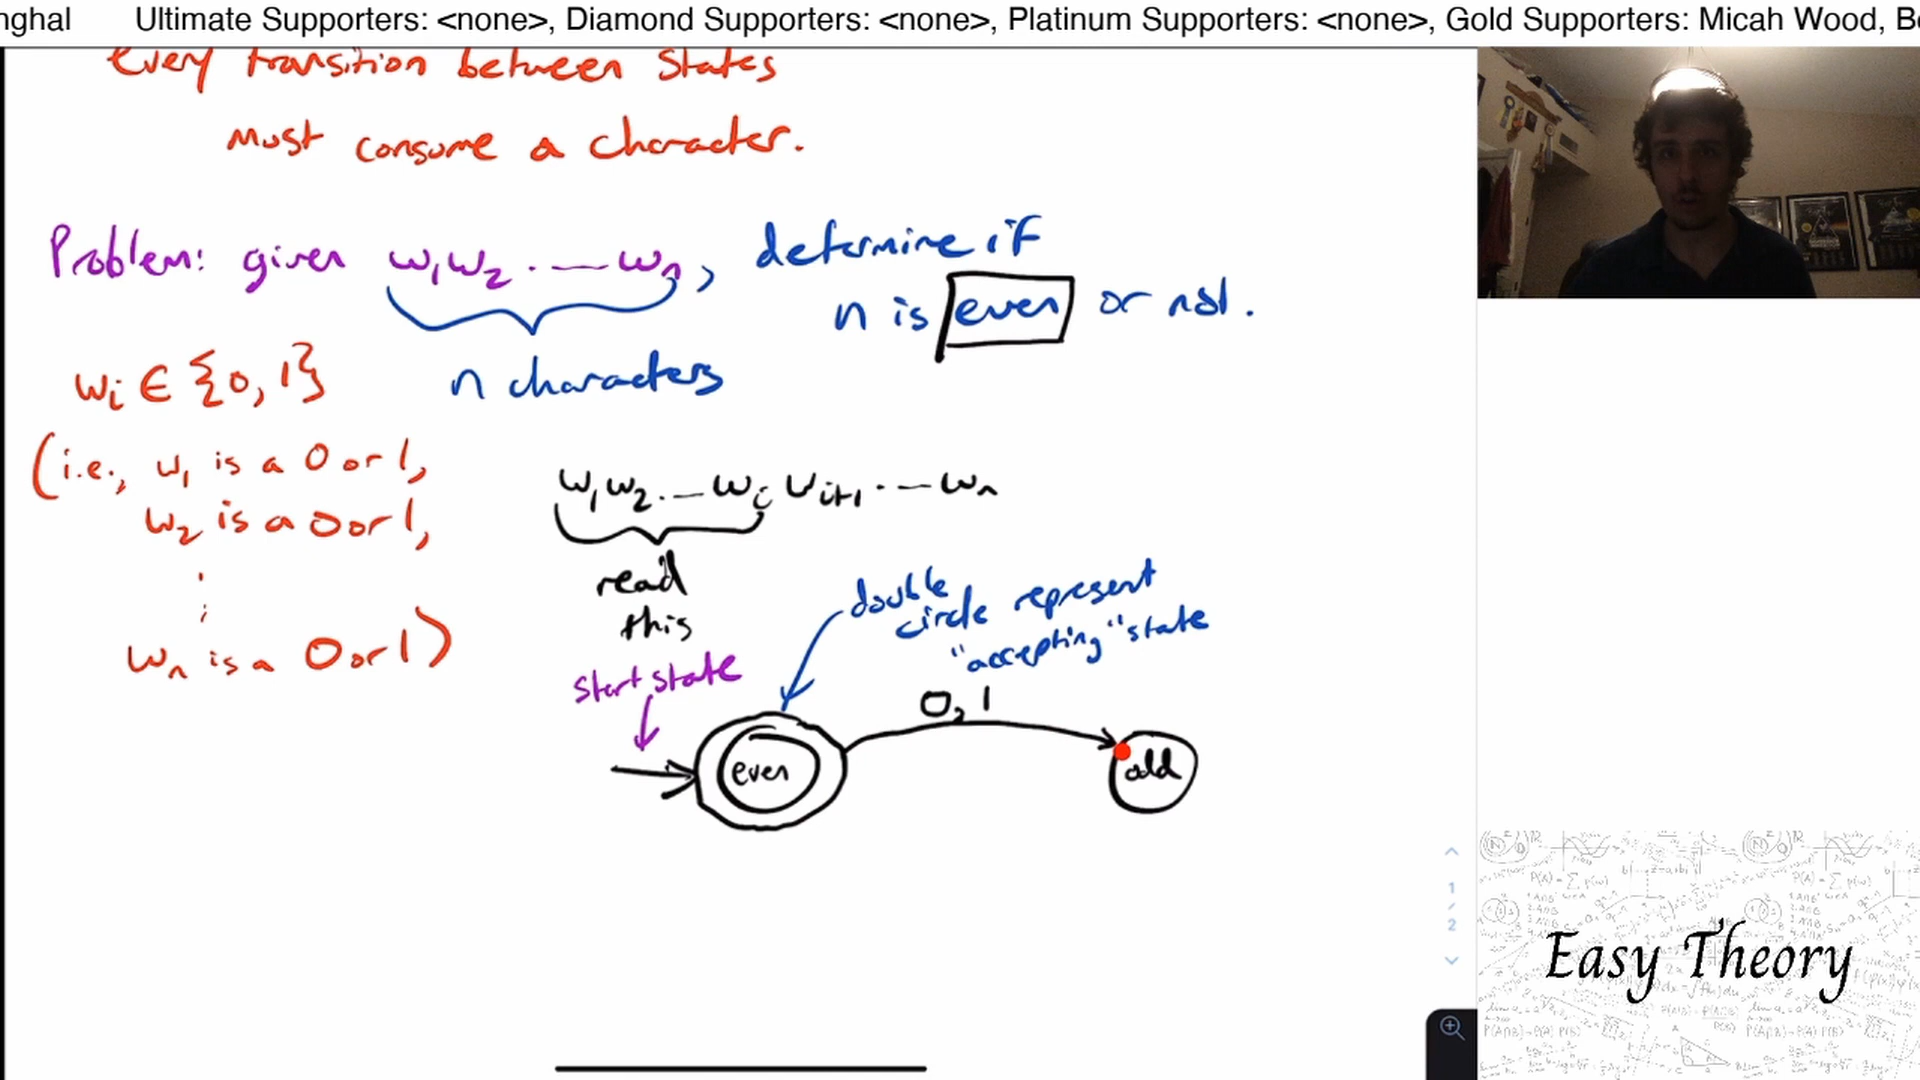 nghal Ultimate Supporters: <none>, Diamond Supporters: <none>, Platinum Supporters: <none>, Gold Supporters: Micah Wood, Be
every transition between states
must consume a character.
Problem: given w₁w₂ . — wₙ, determine if
n is even or not.
n characters
wᵢ ∈ {0, 1}
(i.e., w₁ is a 0 or 1,
w₂ is a 0 or 1,
⋮
wₙ is a 0 or 1)
w₁w₂ . — wᵢ wᵢ₊₁ . — wₙ
read
this
double
circle represent
"accepting" state
start state
0, 1
even
odd
1
2
Easy Theory